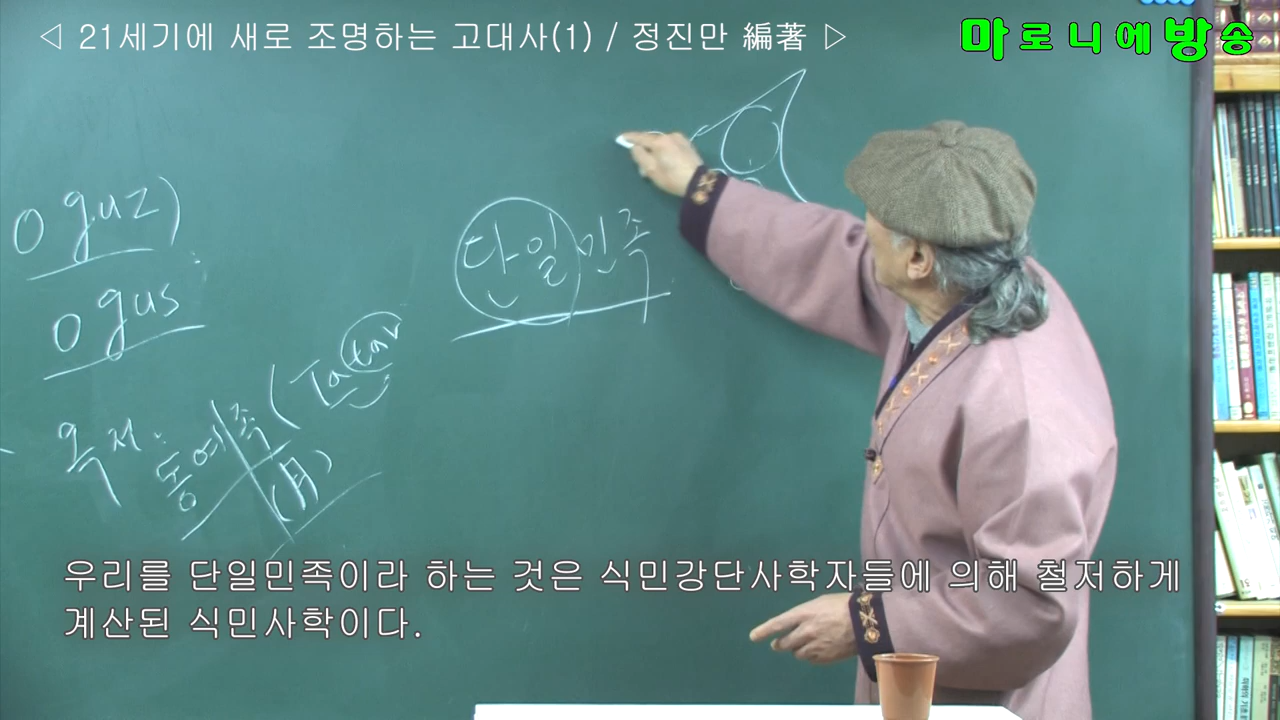 ◁ 21세기에 새로 조명하는 고대사(1) / 정진만 編著 ▷
마로니에방송
oguz)
ogus
단일민족
(Tatar
옥저:
동예족
(月)
우리를 단일민족이라 하는 것은 식민강단사학자들에 의해 철저하게
계산된 식민사학이다.